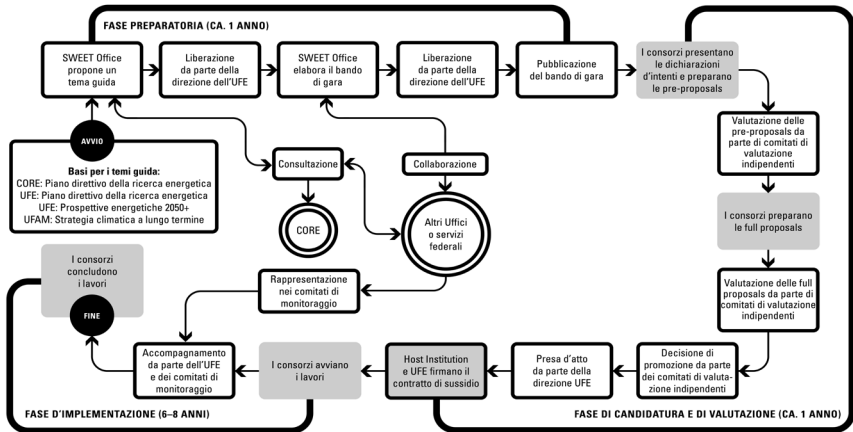 FASE PREPARATORIA (CA. 1 ANNO)
SWEET Office
propone un
tema guida
Liberazione
da parte della
direzione dell'UFE
SWEET Office
elabora il bando
di gara
Liberazione
da parte della
direzione dell'UFE
Pubblicazione
del bando di gara
I consorzi presentano
le dichiarazioni
d'intenti e preparano
le pre-proposals
AVVIO
Basi per i temi guida:
CORE: Piano direttivo della ricerca energetica
UFE: Piano direttivo della ricerca energetica
UFE: Prospettive energetiche 2050+
UFAM: Strategia climatica a lungo termine
Consultazione
Collaborazione
CORE
Altri Uffici
o servizi
federali
Valutazione delle
pre-proposals da
parte di comitati di
valutazione
indipendenti
I consorzi preparano
le full proposals
Valutazione delle full
proposals da parte di
comitati di valutazione
indipendenti
Rappresentazione
nei comitati di
monitoraggio
I consorzi
concludono
i lavori
FINE
Accompagnamento
da parte dell'UFE
e dei comitati di
monitoraggio
I consorzi avviano
i lavori
Host Institution
e UFE firmano il
contratto di sussidio
Presa d'atto
da parte della
direzione UFE
Decisione di
promozione da parte
dei comitati di valuta-
zione indipendenti
FASE D'IMPLEMENTAZIONE (6–8 ANNI)
FASE DI CANDIDATURA E DI VALUTAZIONE (CA. 1 ANNO)